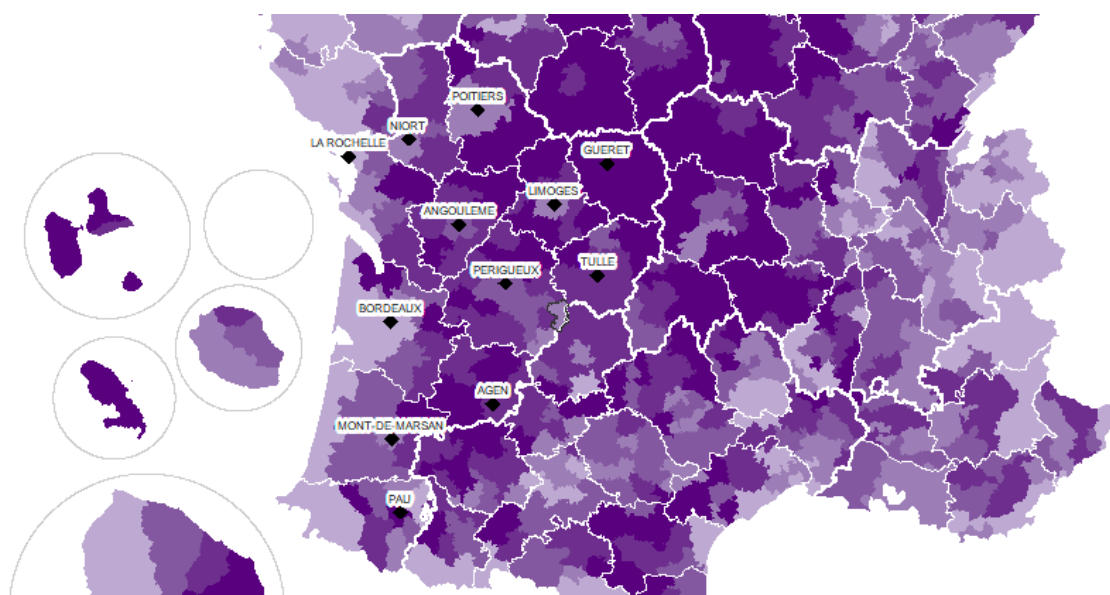 POITIERS
NIORT
LA ROCHELLE
GUERET
LIMOGES
ANGOULEME
TULLE
PERIGUEUX
BORDEAUX
AGEN
MONT-DE-MARSAN
PAU